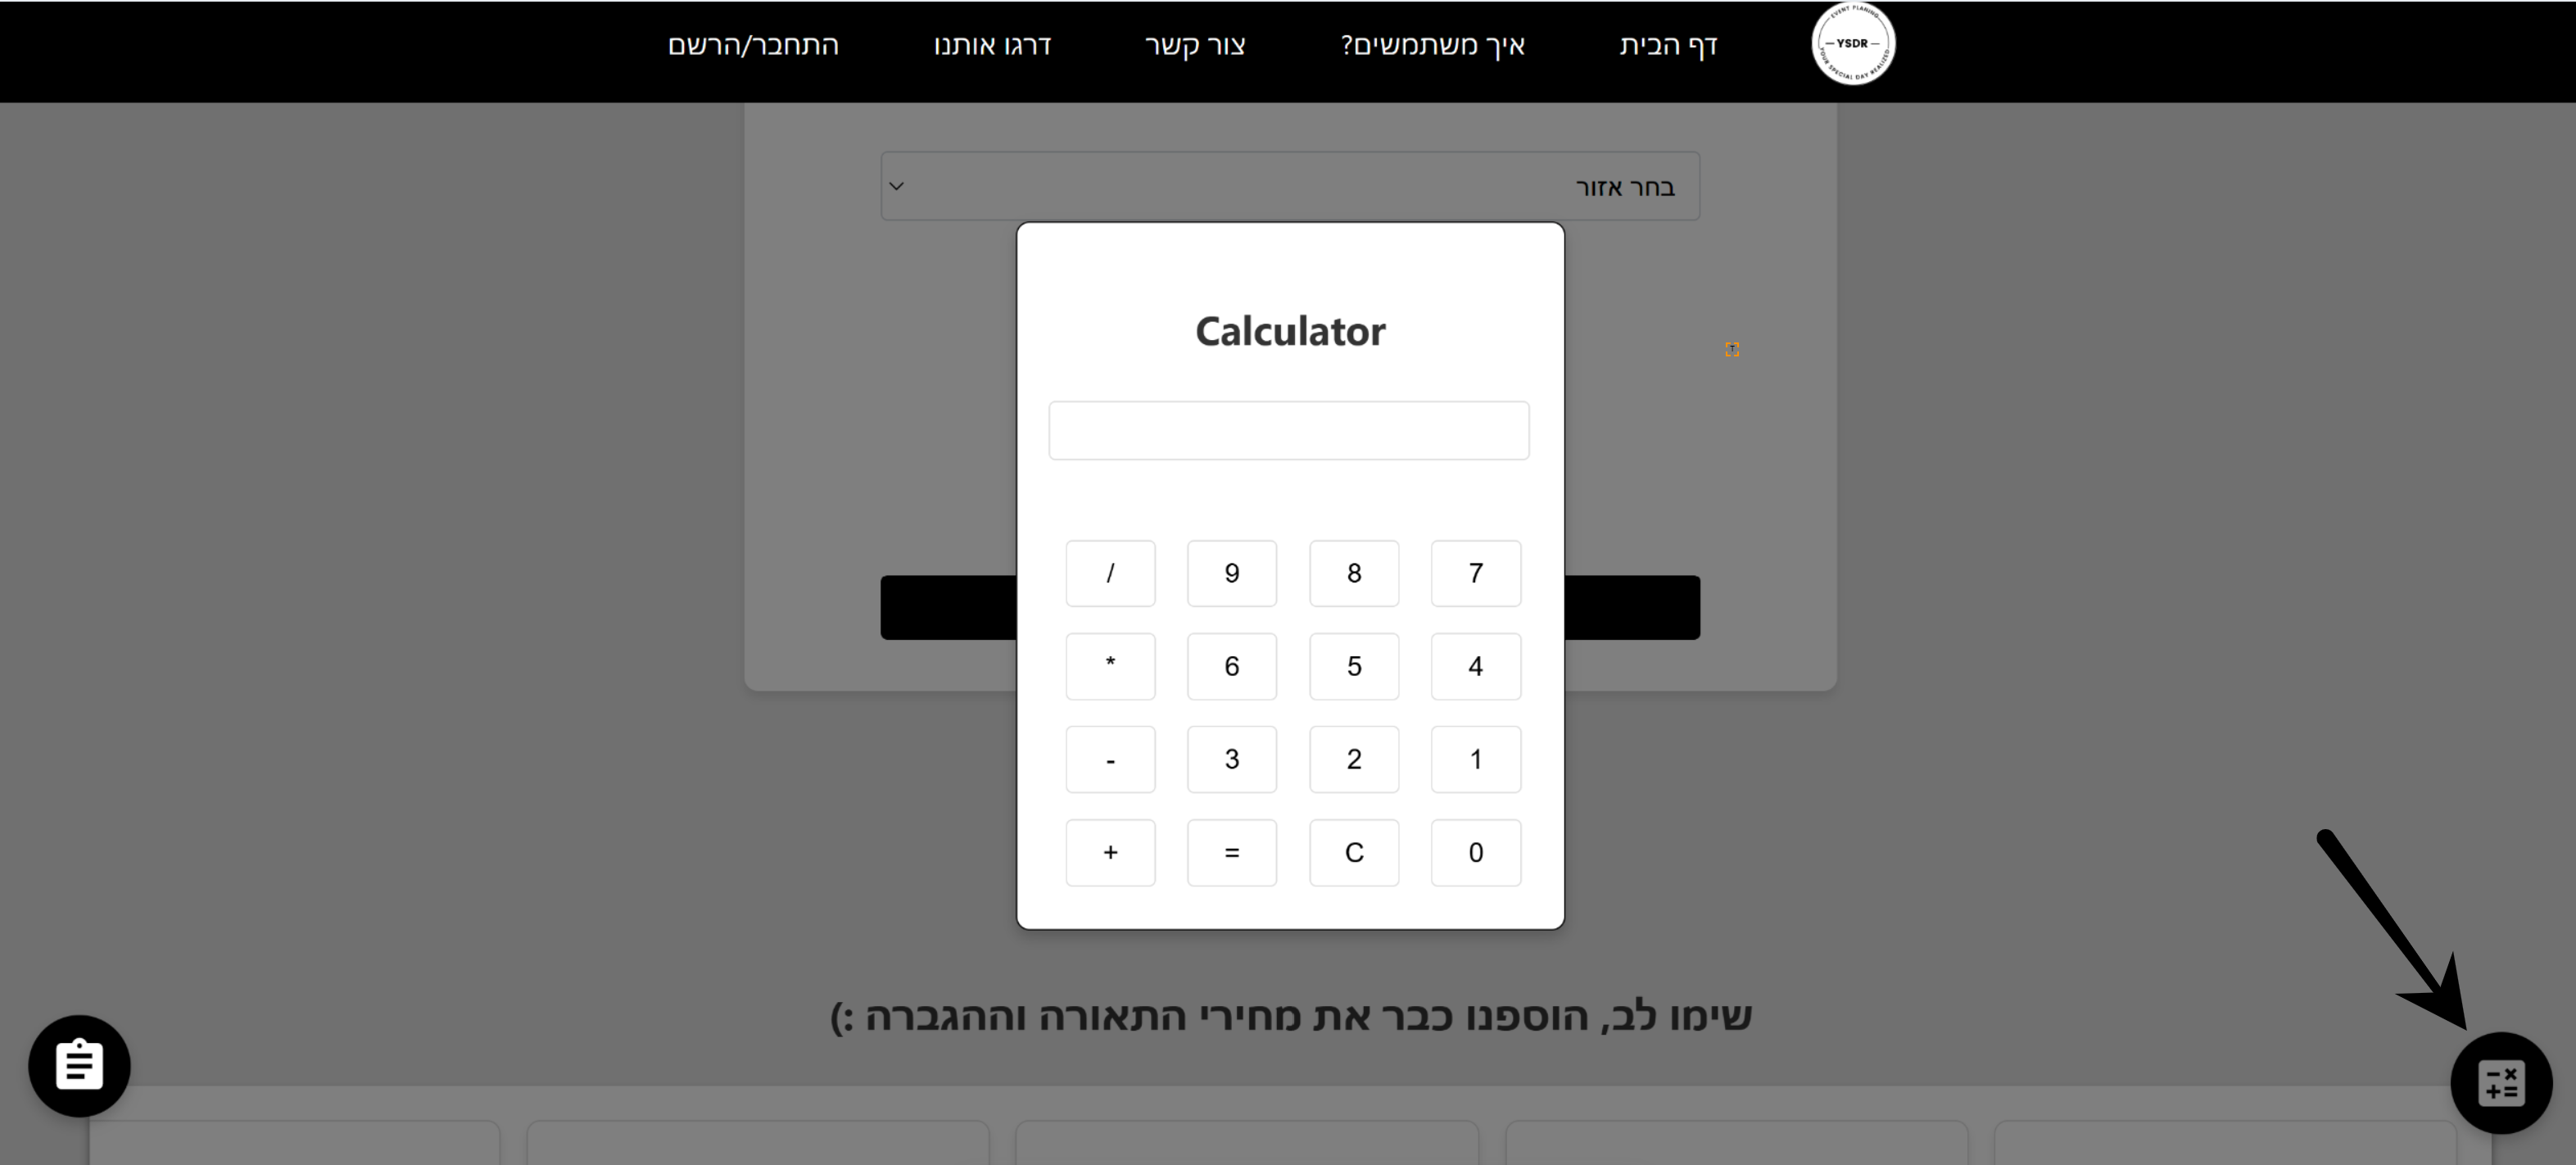 EVENT PLANING
YSDR
YOUR SPECIAL DAY REALIZED
דף הבית
איך משתמשים?
צור קשר
דרגו אותנו
התחבר/הרשם
בחר אזור
Calculator
/ 9 8 7
* 6 5 4
- 3 2 1
+ = C 0
שימו לב, הוספנו כבר את מחירי התאורה וההגברה :)